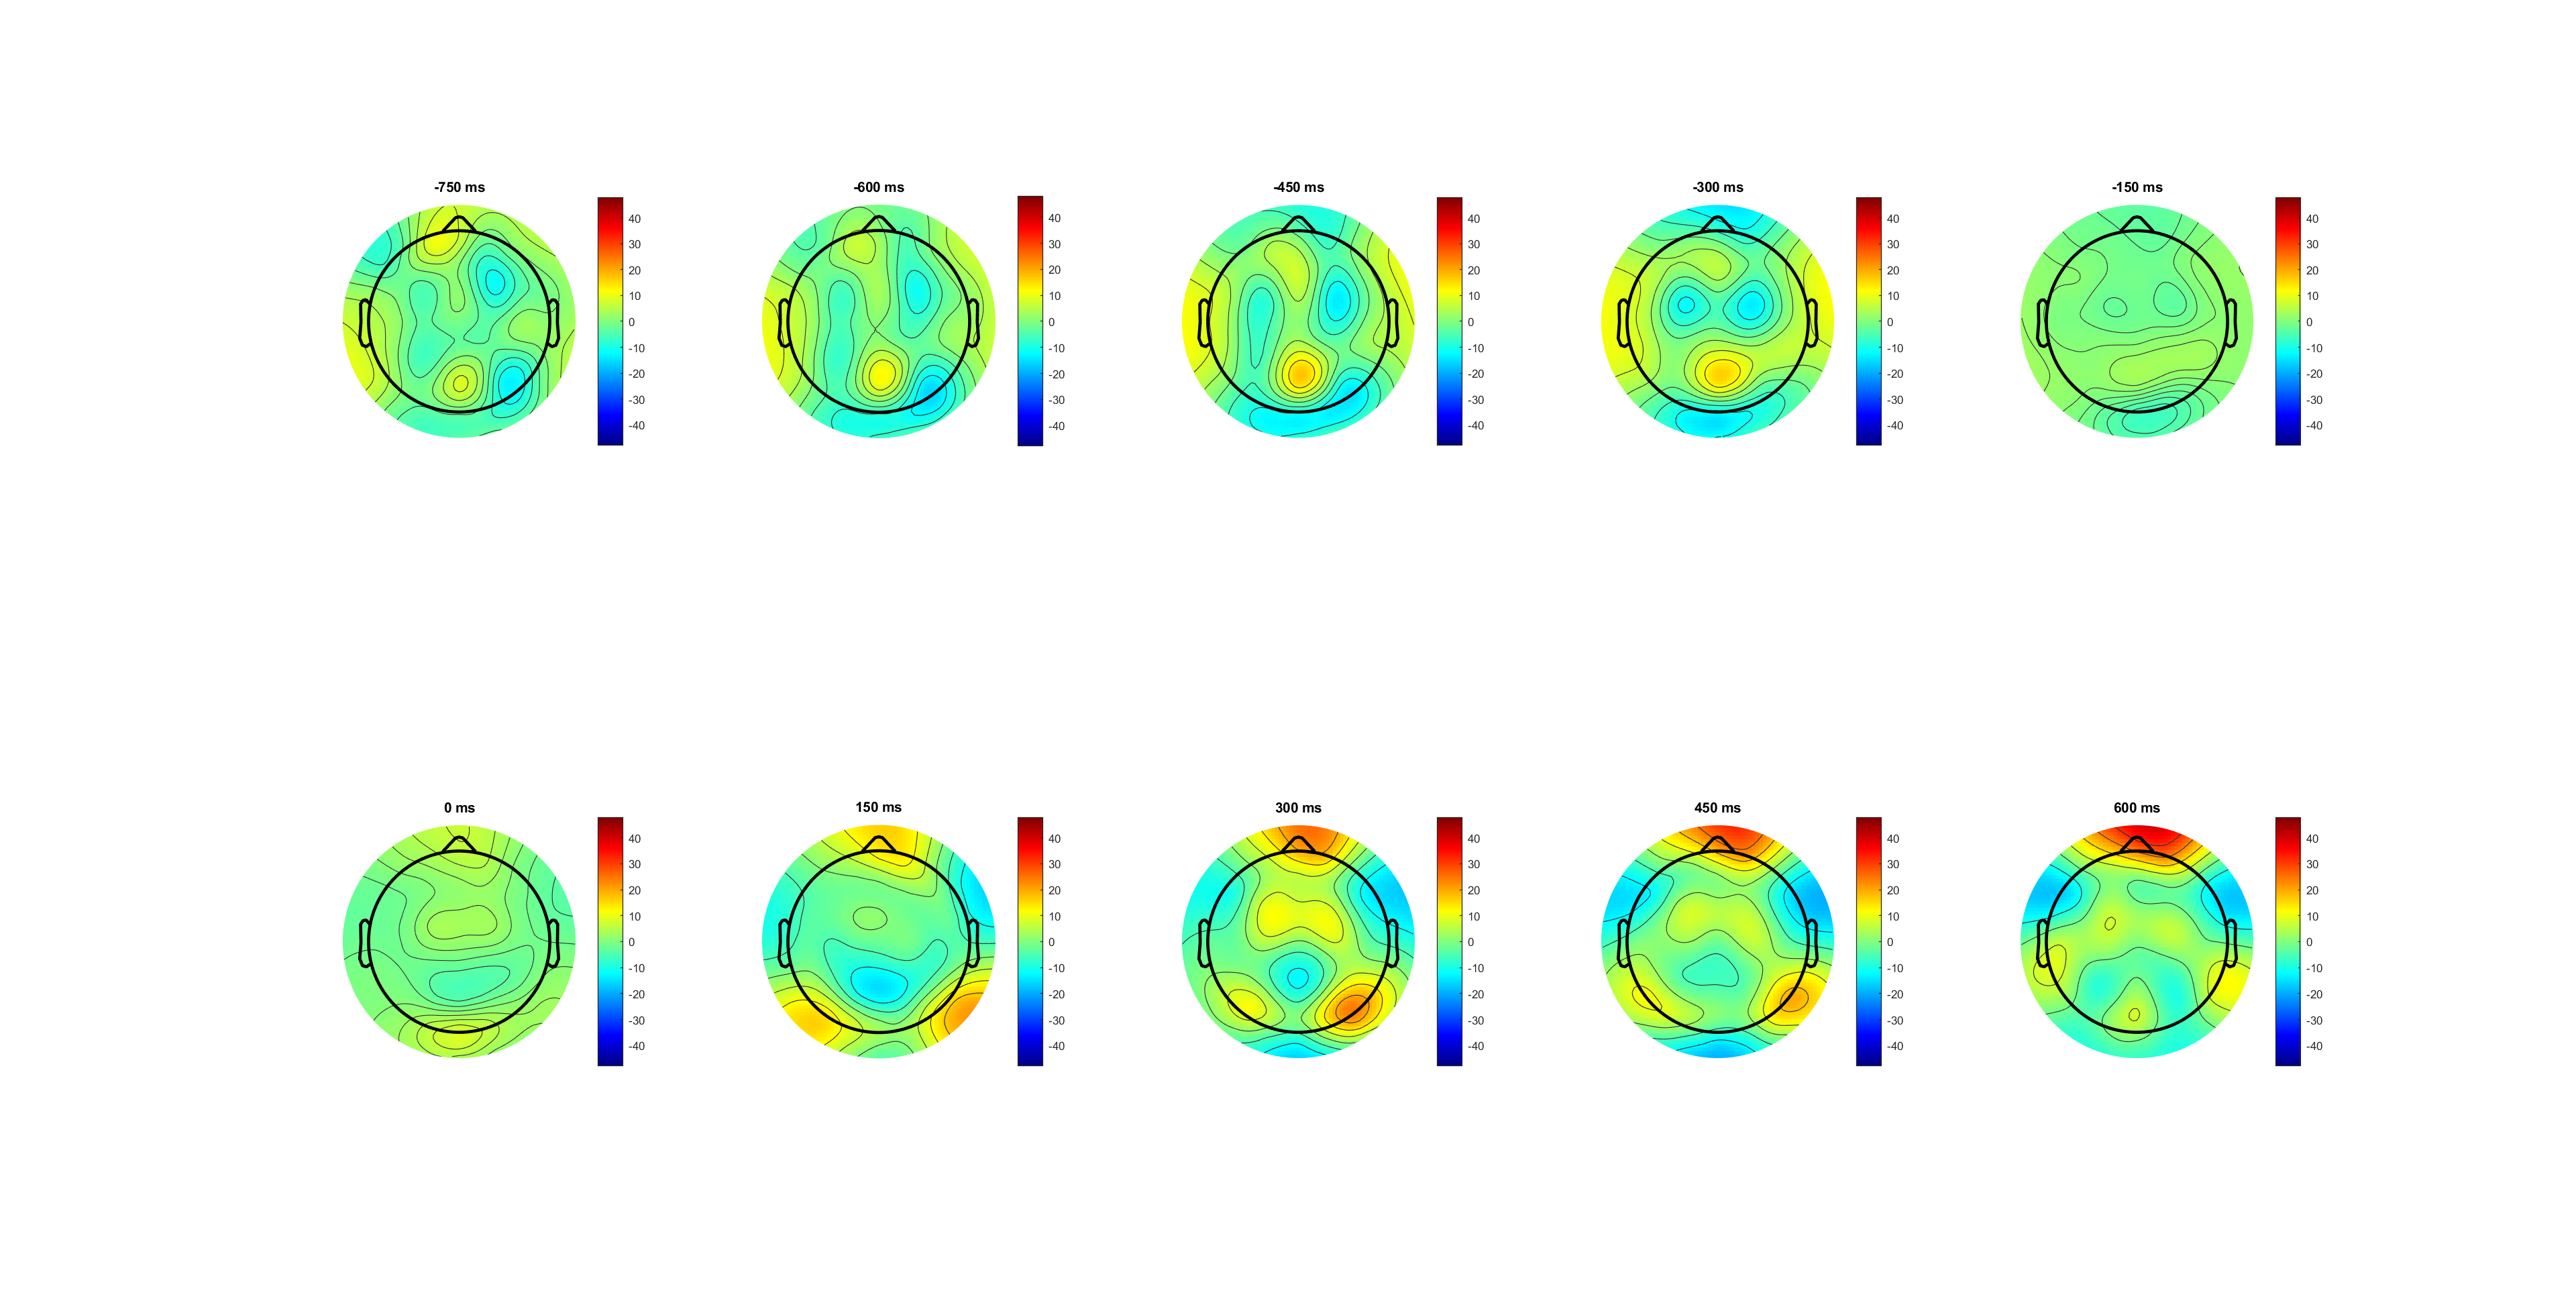 -750 ms
-600 ms
-450 ms
-300 ms
-150 ms
40 40 40 40 40
30 30 30 30 30
20 20 20 20 20
10 10 10 10 10
0 0 0 0 0
-10 -10 -10 -10 -10
-20 -20 -20 -20 -20
-30 -30 -30 -30 -30
-40 -40 -40 -40 -40
0 ms
150 ms
300 ms
450 ms
600 ms
40 40 40 40 40
30 30 30 30 30
20 20 20 20 20
10 10 10 10 10
0 0 0 0 0
-10 -10 -10 -10 -10
-20 -20 -20 -20 -20
-30 -30 -30 -30 -30
-40 -40 -40 -40 -40